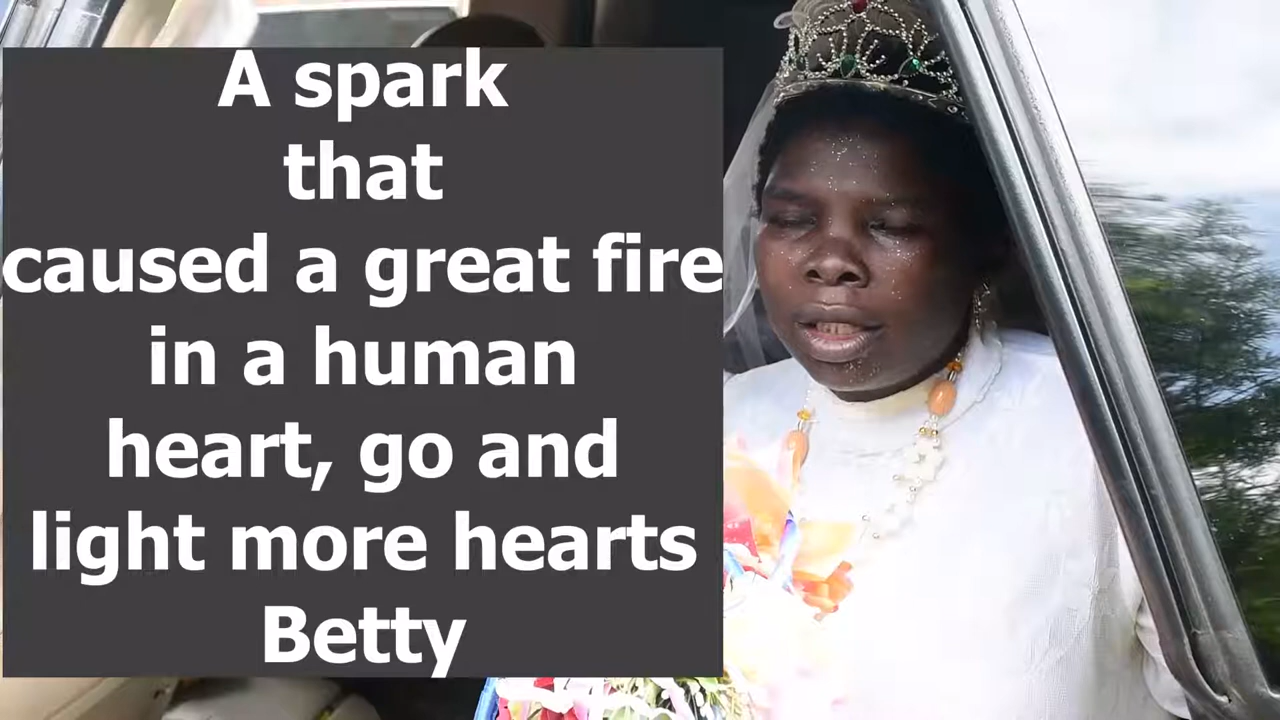 A spark
that
caused a great fire
in a human
heart, go and
light more hearts
Betty